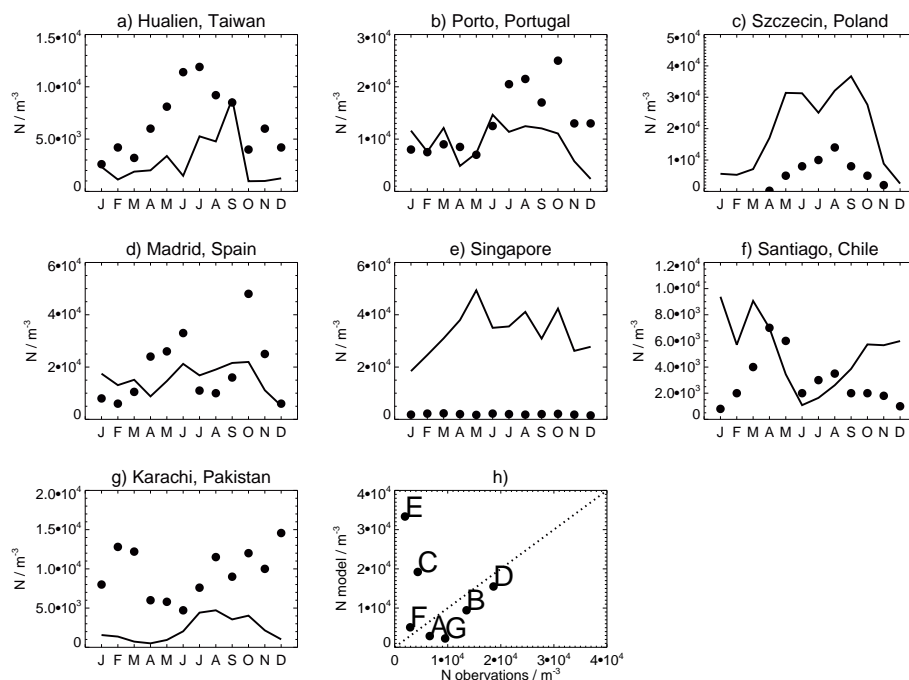 a) Hualien, Taiwan
b) Porto, Portugal
c) Szczecin, Poland
N / m⁻³
1.5•10⁴
1.0•10⁴
5.0•10³
0
J F M A M J J A S O N D
N / m⁻³
3•10⁴
2•10⁴
1•10⁴
0
J F M A M J J A S O N D
N / m⁻³
5•10⁴
4•10⁴
3•10⁴
2•10⁴
1•10⁴
0
J F M A M J J A S O N D
d) Madrid, Spain
e) Singapore
f) Santiago, Chile
N / m⁻³
6•10⁴
4•10⁴
2•10⁴
0
J F M A M J J A S O N D
N / m⁻³
6•10⁴
4•10⁴
2•10⁴
0
J F M A M J J A S O N D
N / m⁻³
1.2•10⁴
1.0•10⁴
8.0•10³
6.0•10³
4.0•10³
2.0•10³
0
J F M A M J J A S O N D
g) Karachi, Pakistan
h)
N / m⁻³
2.0•10⁴
1.5•10⁴
1.0•10⁴
5.0•10³
0
J F M A M J J A S O N D
N model / m⁻³
4•10⁴
3•10⁴
2•10⁴
1•10⁴
0
E
C
D
B
F
A
G
0 1•10⁴ 2•10⁴ 3•10⁴ 4•10⁴
N obervations / m⁻³